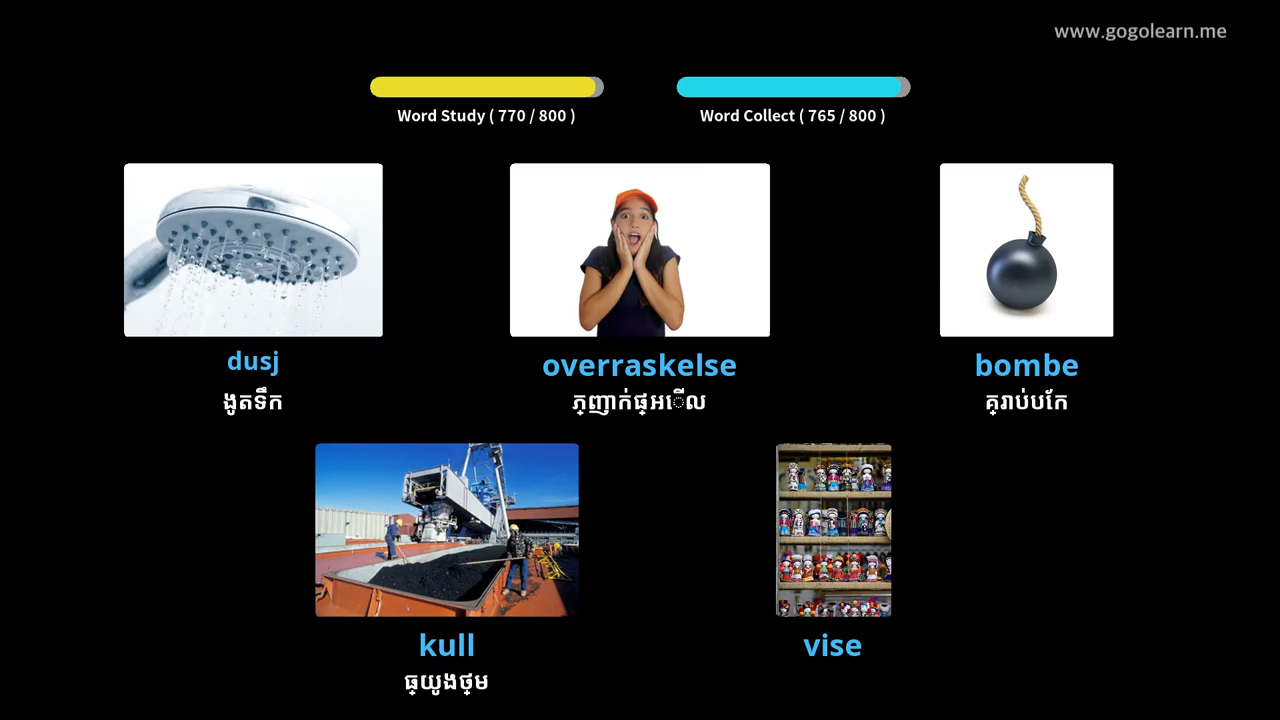 www.gogolearn.me
Word Study ( 770 / 800 )
Word Collect ( 765 / 800 )
dusj
overraskelse
bombe
ងូតទឹក
ភ្ញាក់ផ្អើល
គ្រាប់បែក
kull
vise
ធ្យូងថ្ម